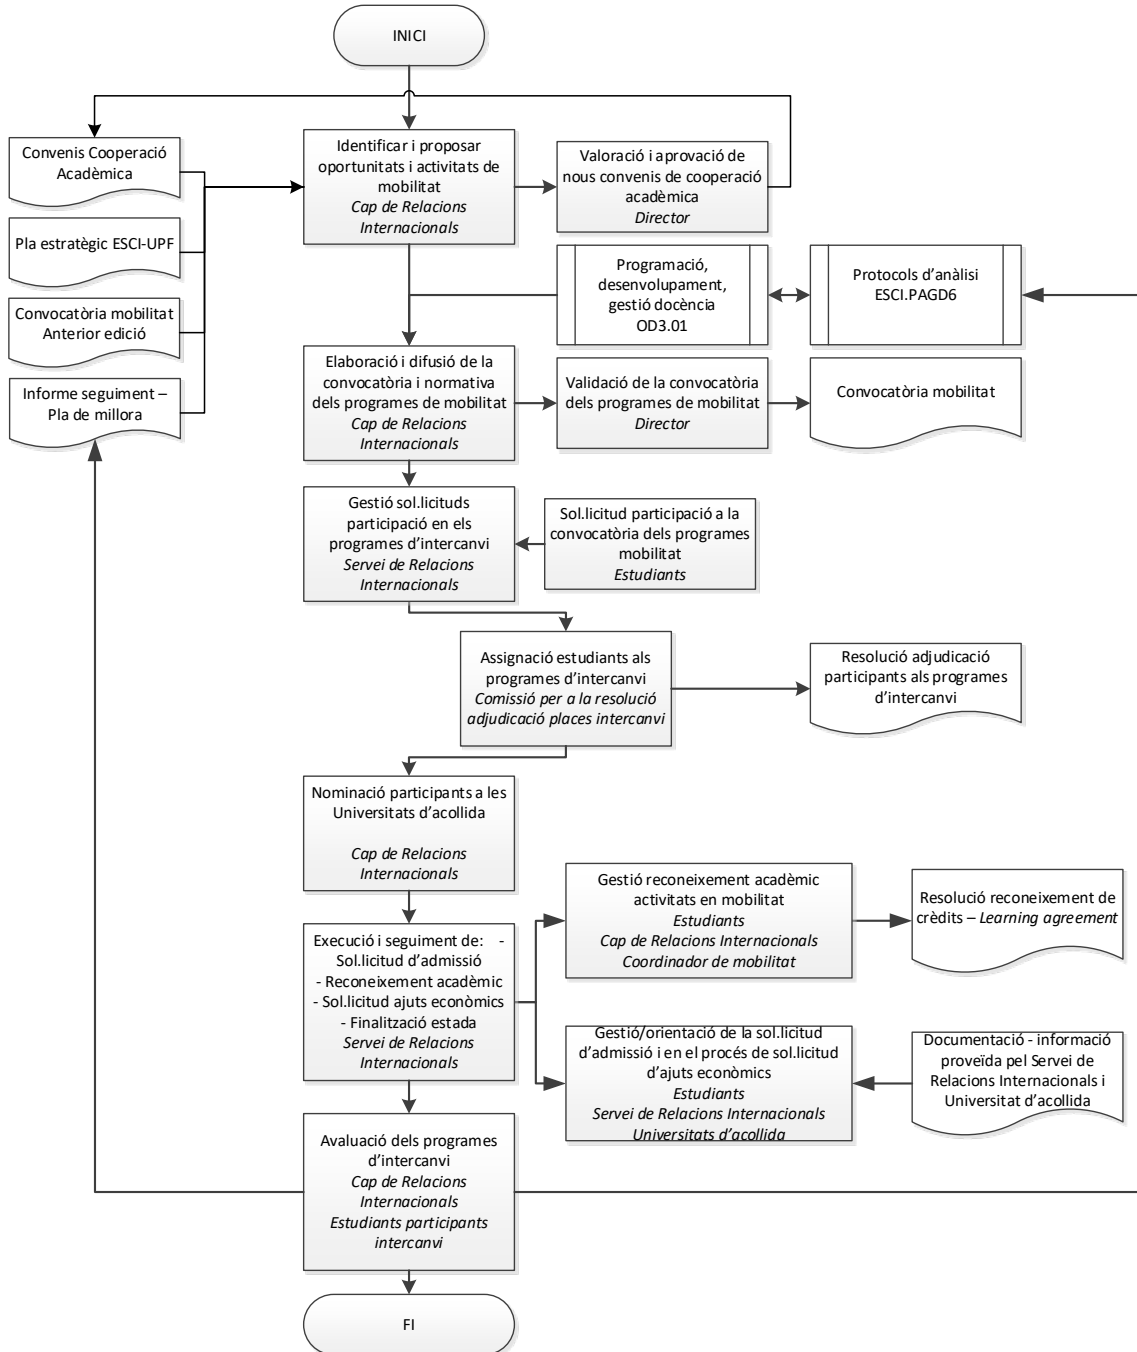 INICI
Convenis Cooperació
Acadèmica
Identificar i proposar
oportunitats i activitats de
mobilitat
Cap de Relacions
Internacionals
Valoració i aprovació de
nous convenis de cooperació
acadèmica
Director
Pla estratègic ESCI-UPF
Programació,
desenvolupament,
gestió docència
OD3.01
Protocols d’anàlisi
ESCI.PAGD6
Convocatòria mobilitat
Anterior edició
Informe seguiment –
Pla de millora
Elaboració i difusió de la
convocatòria i normativa
dels programes de mobilitat
Cap de Relacions
Internacionals
Validació de la convocatòria
dels programes de mobilitat
Director
Convocatòria mobilitat
Gestió sol.licituds
participació en els
programes d’intercanvi
Servei de Relacions
Internacionals
Sol.licitud participació a la
convocatòria dels programes
mobilitat
Estudiants
Assignació estudiants als
programes d’intercanvi
Comissió per a la resolució
adjudicació places intercanvi
Resolució adjudicació
participants als programes
d’intercanvi
Nominació participants a les
Universitats d’acollida
Cap de Relacions
Internacionals
Gestió reconeixement acadèmic
activitats en mobilitat
Estudiants
Cap de Relacions Internacionals
Coordinador de mobilitat
Resolució reconeixement de
crèdits – Learning agreement
Execució i seguiment de: -
Sol.licitud d’admissió
- Reconeixement acadèmic
- Sol.licitud ajuts econòmics
- Finalització estada
Servei de Relacions
Internacionals
Gestió/orientació de la sol.licitud
d’admissió i en el procés de sol.licitud
d’ajuts econòmics
Estudiants
Servei de Relacions Internacionals
Universitats d’acollida
Documentació - informació
proveïda pel Servei de
Relacions Internacionals i
Universitat d’acollida
Avaluació dels programes
d’intercanvi
Cap de Relacions
Internacionals
Estudiants participants
intercanvi
FI